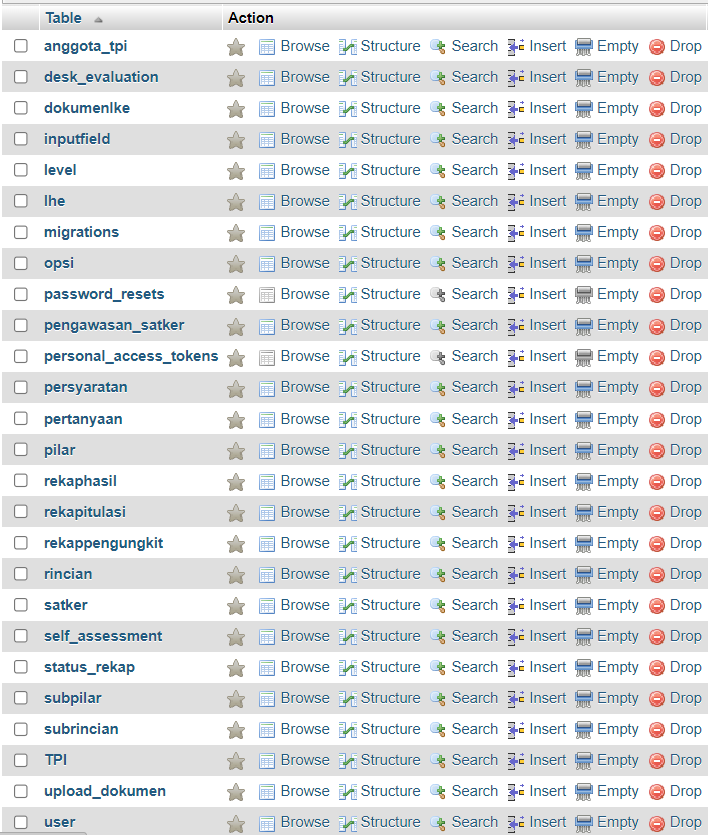 Table Action
anggota_tpi Browse Structure Search Insert Empty Drop
desk_evaluation Browse Structure Search Insert Empty Drop
dokumenlke Browse Structure Search Insert Empty Drop
inputfield Browse Structure Search Insert Empty Drop
level Browse Structure Search Insert Empty Drop
lhe Browse Structure Search Insert Empty Drop
migrations Browse Structure Search Insert Empty Drop
opsi Browse Structure Search Insert Empty Drop
password_resets Browse Structure Search Insert Empty Drop
pengawasan_satker Browse Structure Search Insert Empty Drop
personal_access_tokens Browse Structure Search Insert Empty Drop
persyaratan Browse Structure Search Insert Empty Drop
pertanyaan Browse Structure Search Insert Empty Drop
pilar Browse Structure Search Insert Empty Drop
rekaphasil Browse Structure Search Insert Empty Drop
rekapitulasi Browse Structure Search Insert Empty Drop
rekappengungkit Browse Structure Search Insert Empty Drop
rincian Browse Structure Search Insert Empty Drop
satker Browse Structure Search Insert Empty Drop
self_assessment Browse Structure Search Insert Empty Drop
status_rekap Browse Structure Search Insert Empty Drop
subpilar Browse Structure Search Insert Empty Drop
subrincian Browse Structure Search Insert Empty Drop
TPI Browse Structure Search Insert Empty Drop
upload_dokumen Browse Structure Search Insert Empty Drop
user Browse Structure Search Insert Empty Drop